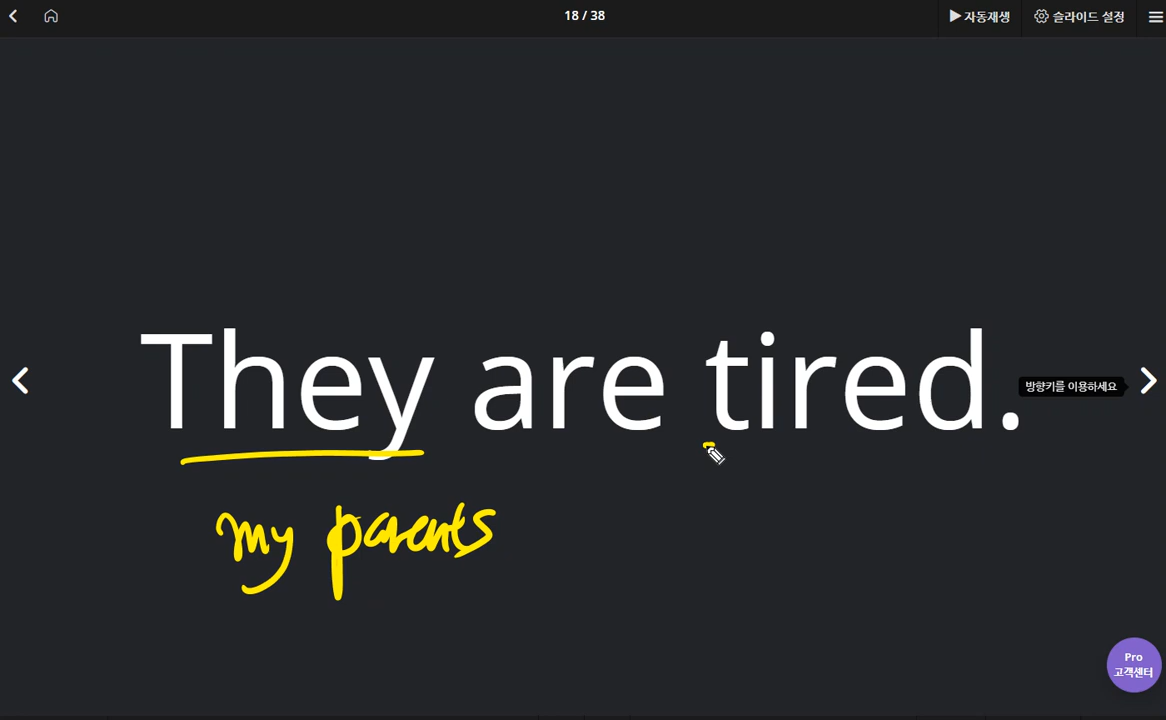 18 / 38
자동재생
슬라이드 설정
They are tired.
방향키를 이용하세요
my parents
Pro
고객센터